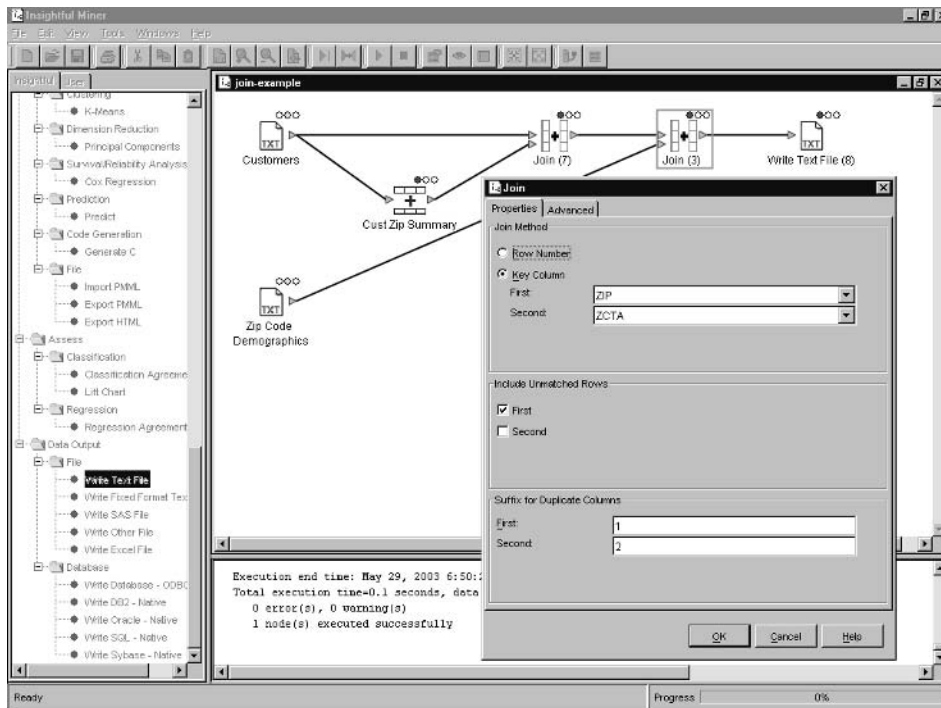 Insightful Miner
File Edit View Tools Windows Help
Insightful User
Clustering
K-Means
Dimension Reduction
Principal Components
Survival/Reliability Analysis
Cox Regression
Prediction
Predict
Code Generation
Generate C
File
Import PMML
Export PMML
Export HTML
Assess
Classification
Classification Agreeme
Lift Chart
Regression
Regression Agreement
Data Output
File
Write Text File
Write Fixed Format Tex
Write SAS File
Write Other File
Write Excel File
Database
Write Database - ODBC
Write DB2 - Native
Write Oracle - Native
Write SQL - Native
Write Sybase - Native
join-example
TXT
Customers
Join (7)
Join (3)
TXT
Write Text File (8)
Cust Zip Summary
TXT
Zip Code
Demographics
Join
Properties Advanced
Join Method
Row Number
Key Column
First: ZIP
Second: ZCTA
Include Unmatched Rows
First
Second
Suffix for Duplicate Columns
First: 1
Second: 2
OK Cancel Help
Execution end time: May 29, 2003 6:50:2
Total execution time=0.1 seconds, data
0 error(s), 0 warning(s)
1 node(s) executed successfully
Ready
Progress 0%